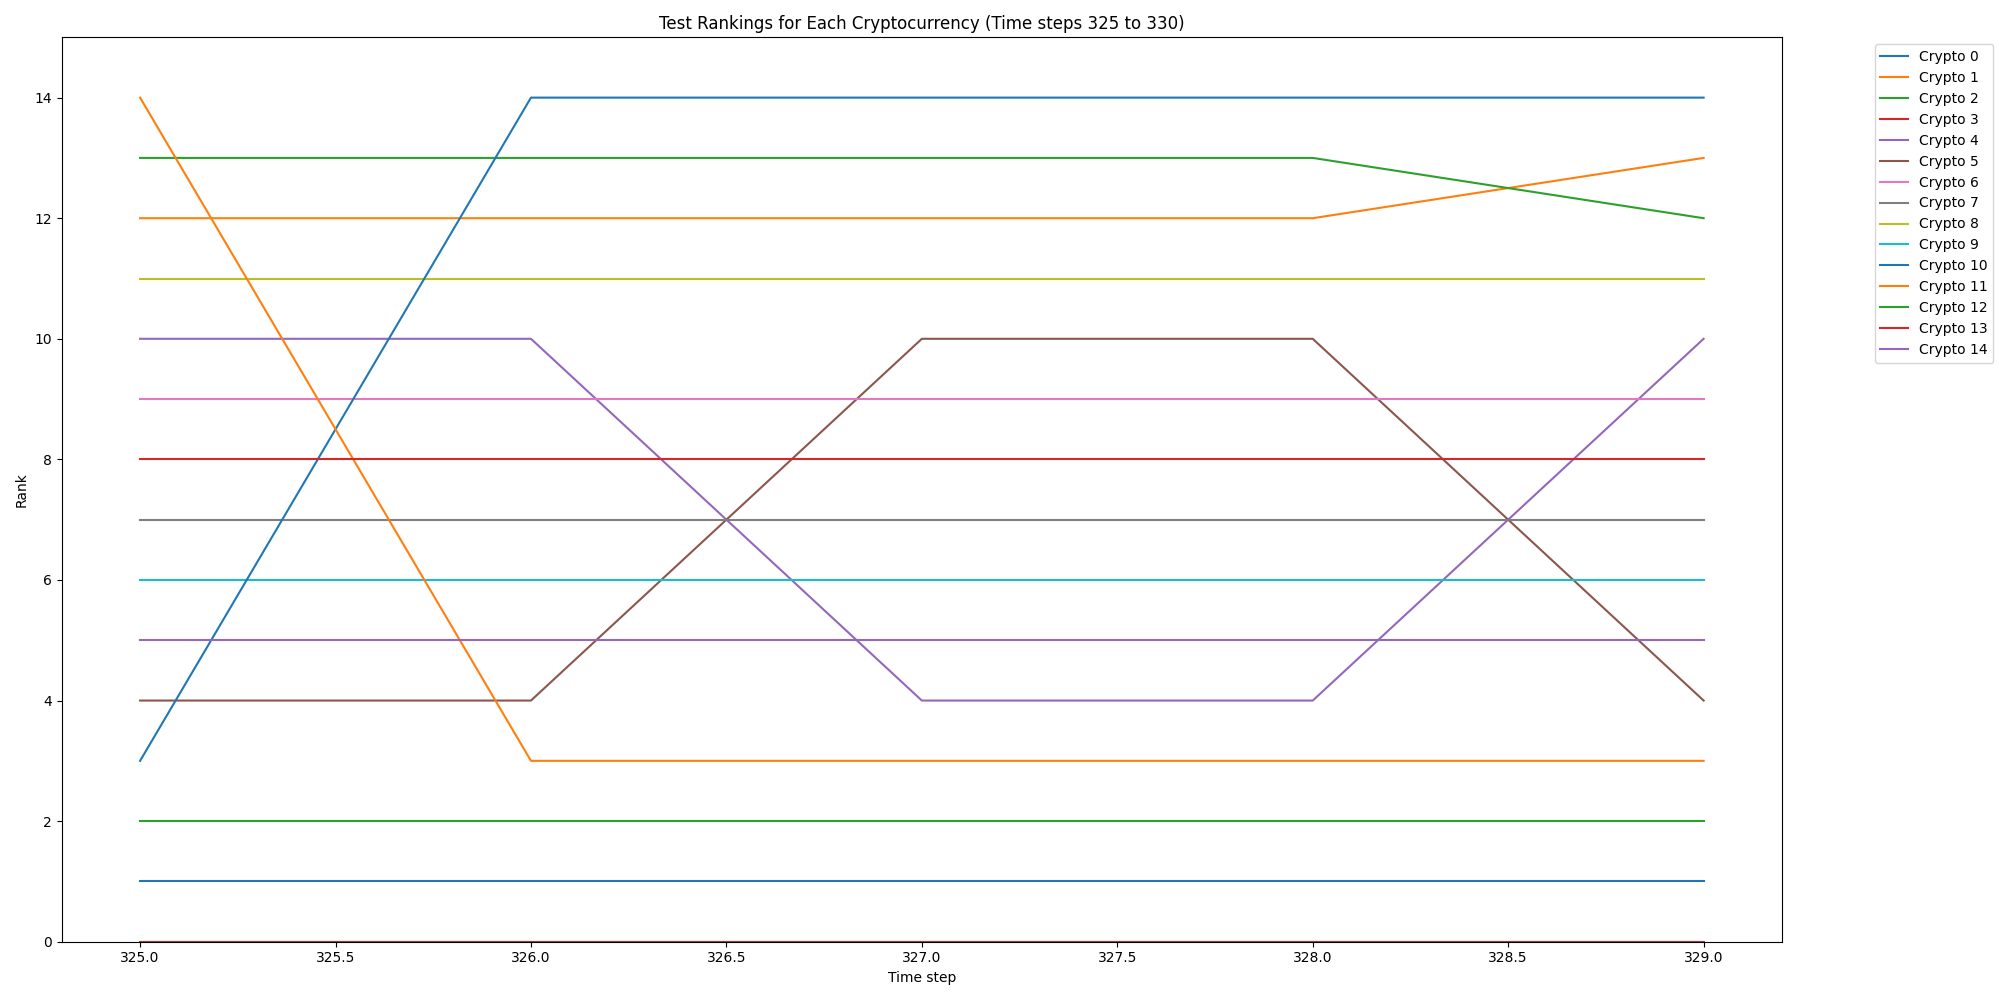 Test Rankings for Each Cryptocurrency (Time steps 325 to 330)
Rank
14
12
10
8
6
4
2
0
325.0 325.5 326.0 326.5 327.0 327.5 328.0 328.5 329.0
Time step
Crypto 0
Crypto 1
Crypto 2
Crypto 3
Crypto 4
Crypto 5
Crypto 6
Crypto 7
Crypto 8
Crypto 9
Crypto 10
Crypto 11
Crypto 12
Crypto 13
Crypto 14